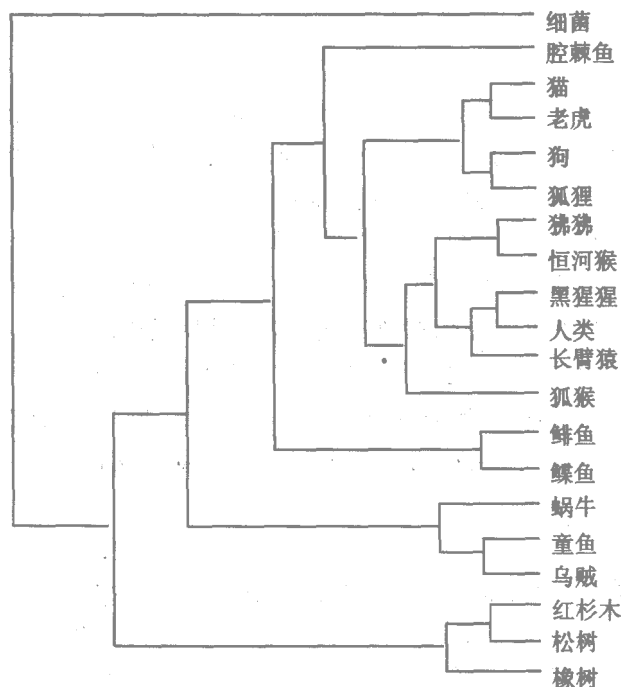 细菌
腔棘鱼
猫
老虎
狗
狐狸
狒狒
恒河猴
黑猩猩
人类
长臂猿
狐猴
鲱鱼
鲽鱼
蜗牛
童鱼
乌贼
红杉木
松树
橡树